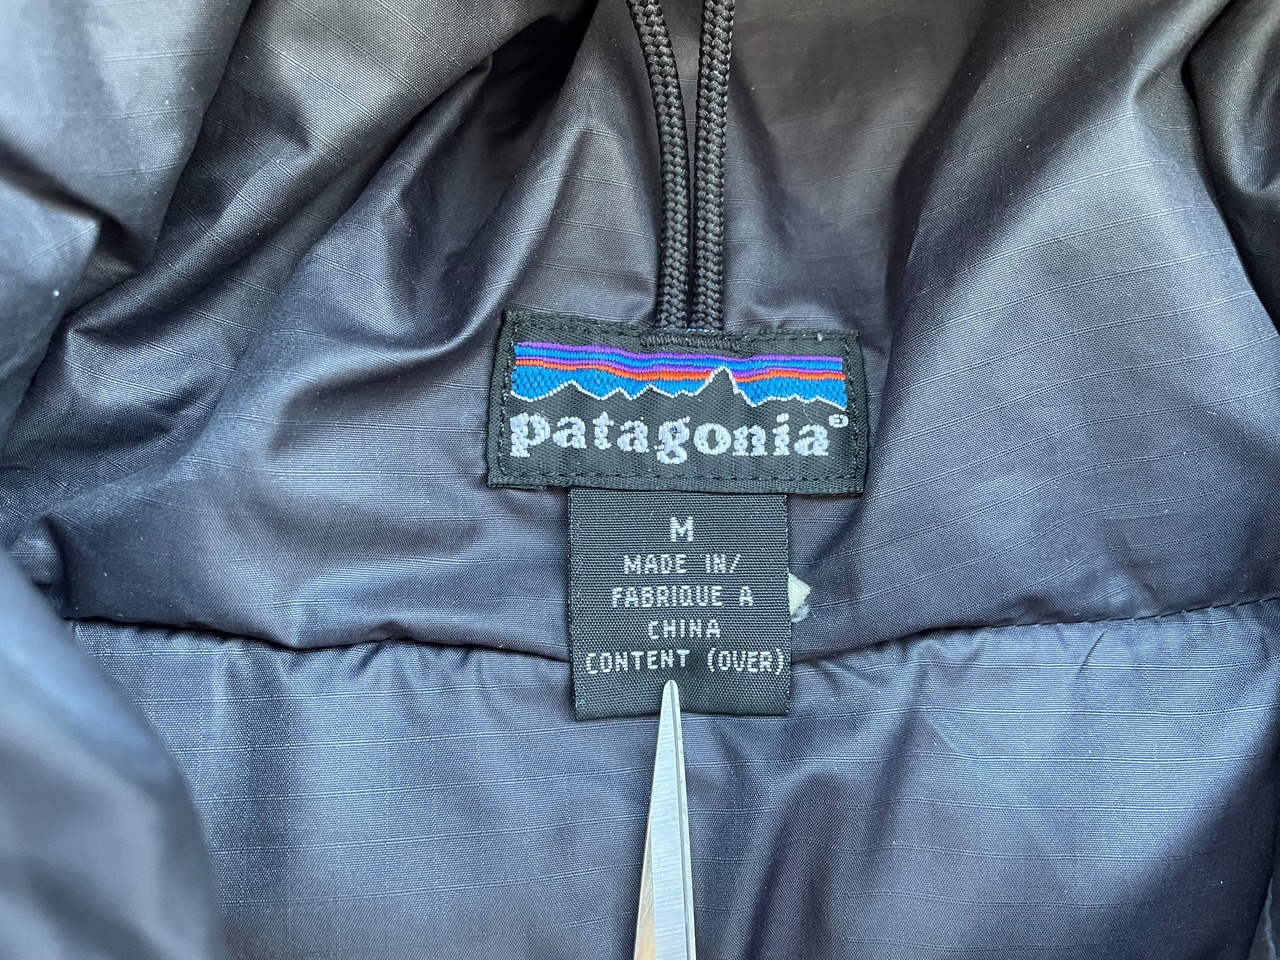 patagonia®
M
MADE IN/
FABRIQUE A
CHINA
CONTENT (OVER)